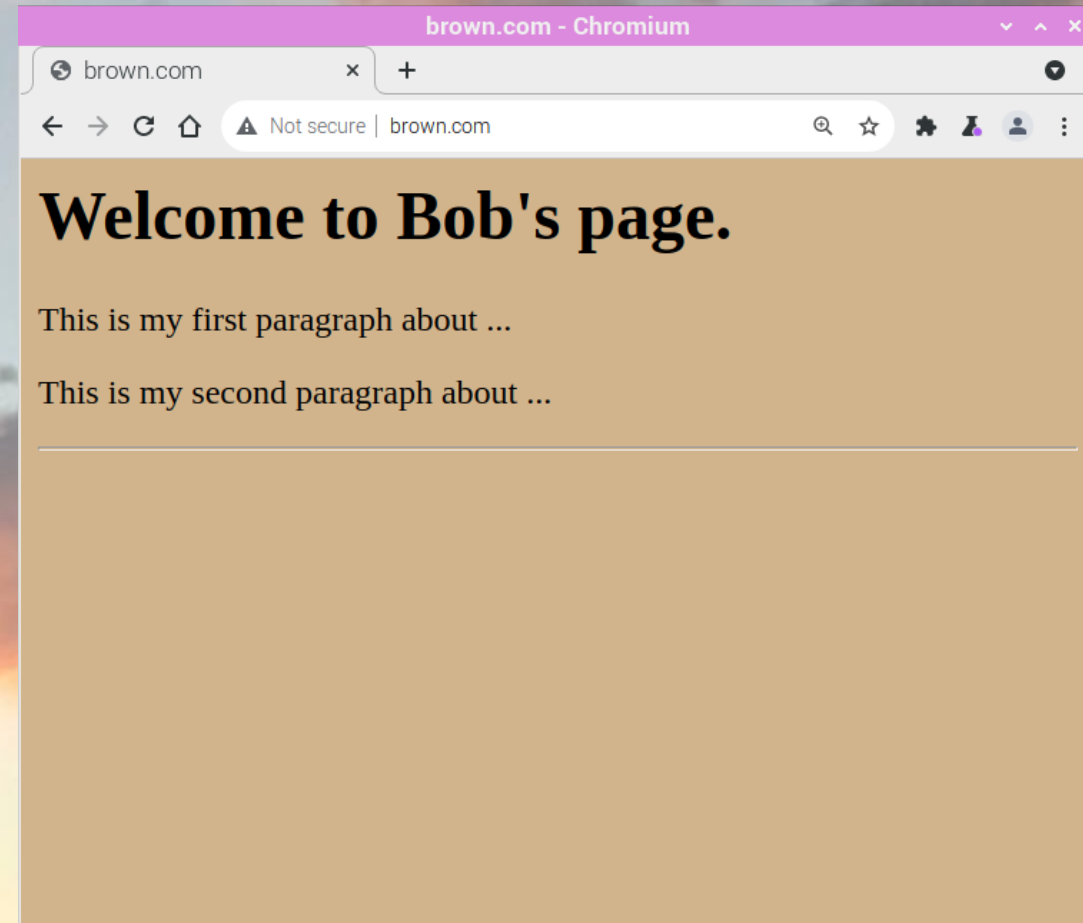 brown.com - Chromium
brown.com
Not secure | brown.com
Welcome to Bob's page.
This is my first paragraph about ...
This is my second paragraph about ...